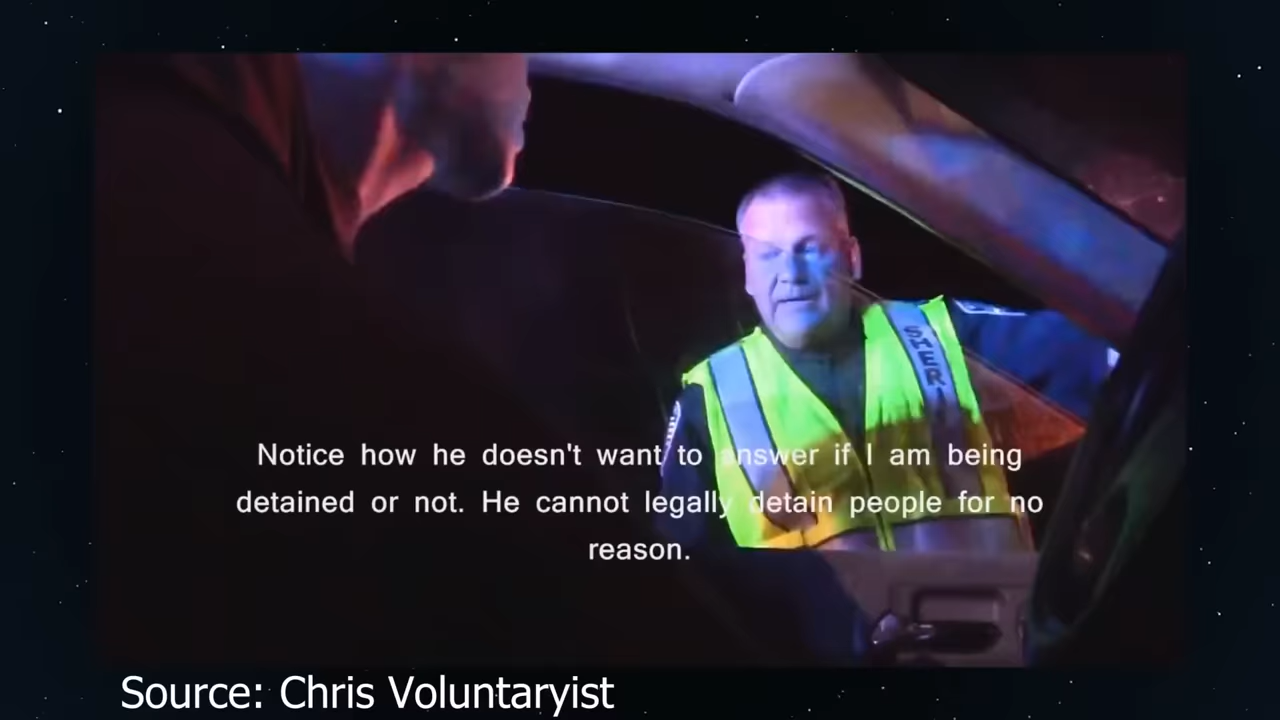 SHERI
Notice how he doesn't want to answer if I am being
detained or not. He cannot legally detain people for no
reason.
Source: Chris Voluntaryist